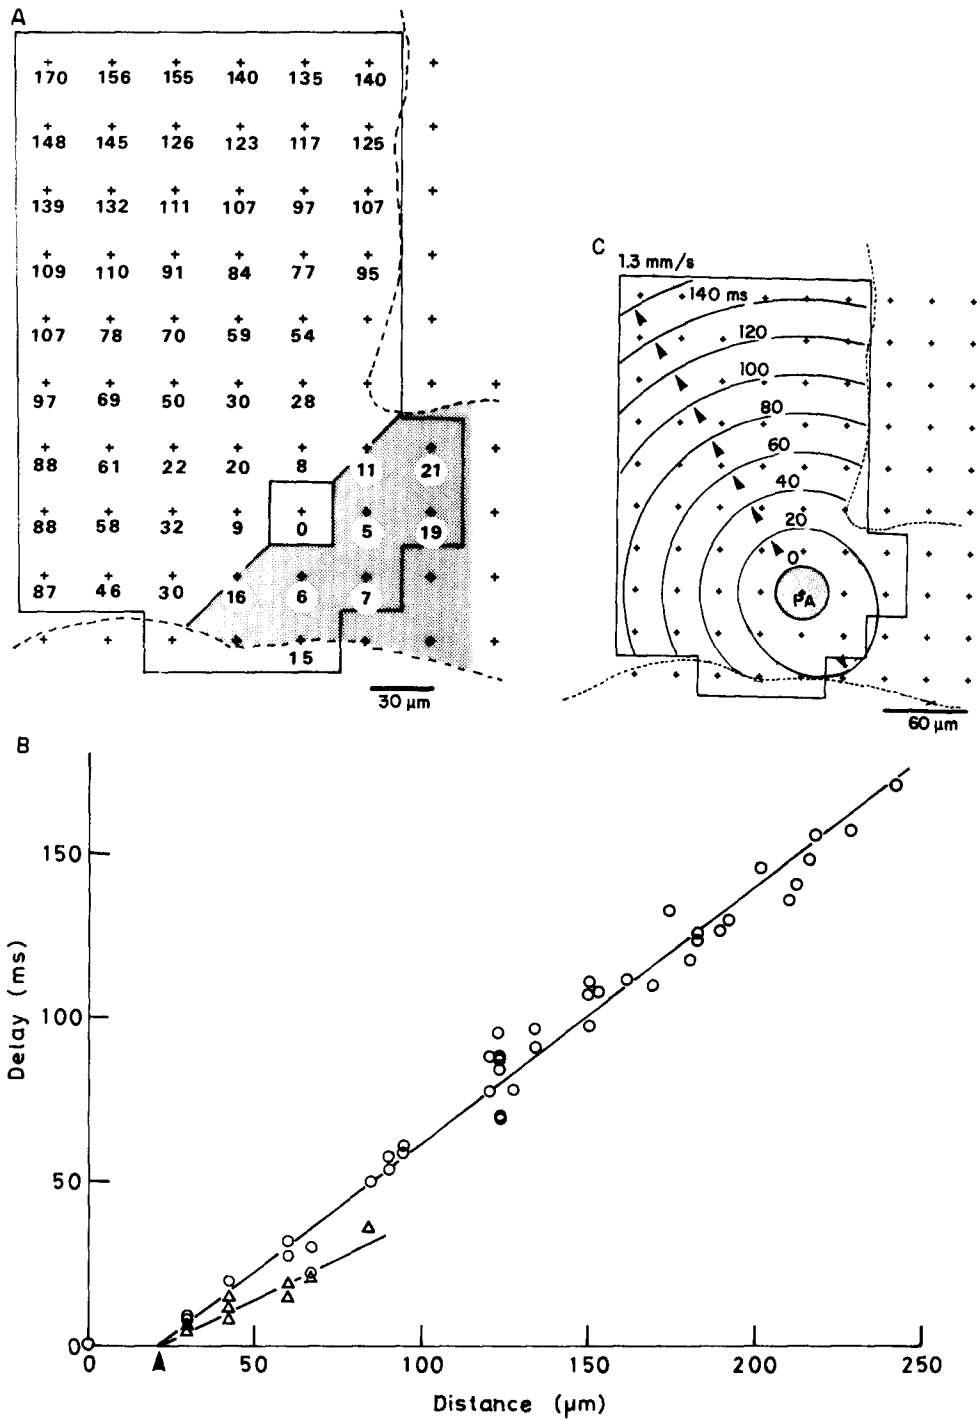 A
170 156 155 140 135 140
148 145 126 123 117 125
139 132 111 107 97 107
109 110 91 84 77 95
107 78 70 59 54
97 69 50 30 28
88 61 22 20 8 11 21
88 58 32 9 0 5 19
87 46 30 16 6 7
15
30 μm
C
1.3 mm/s
140 ms
120
100
80
60
40
20
0
PA
60 μm
B
Delay (ms)
150
100
50
0
0 50 100 150 200 250
Distance (μm)